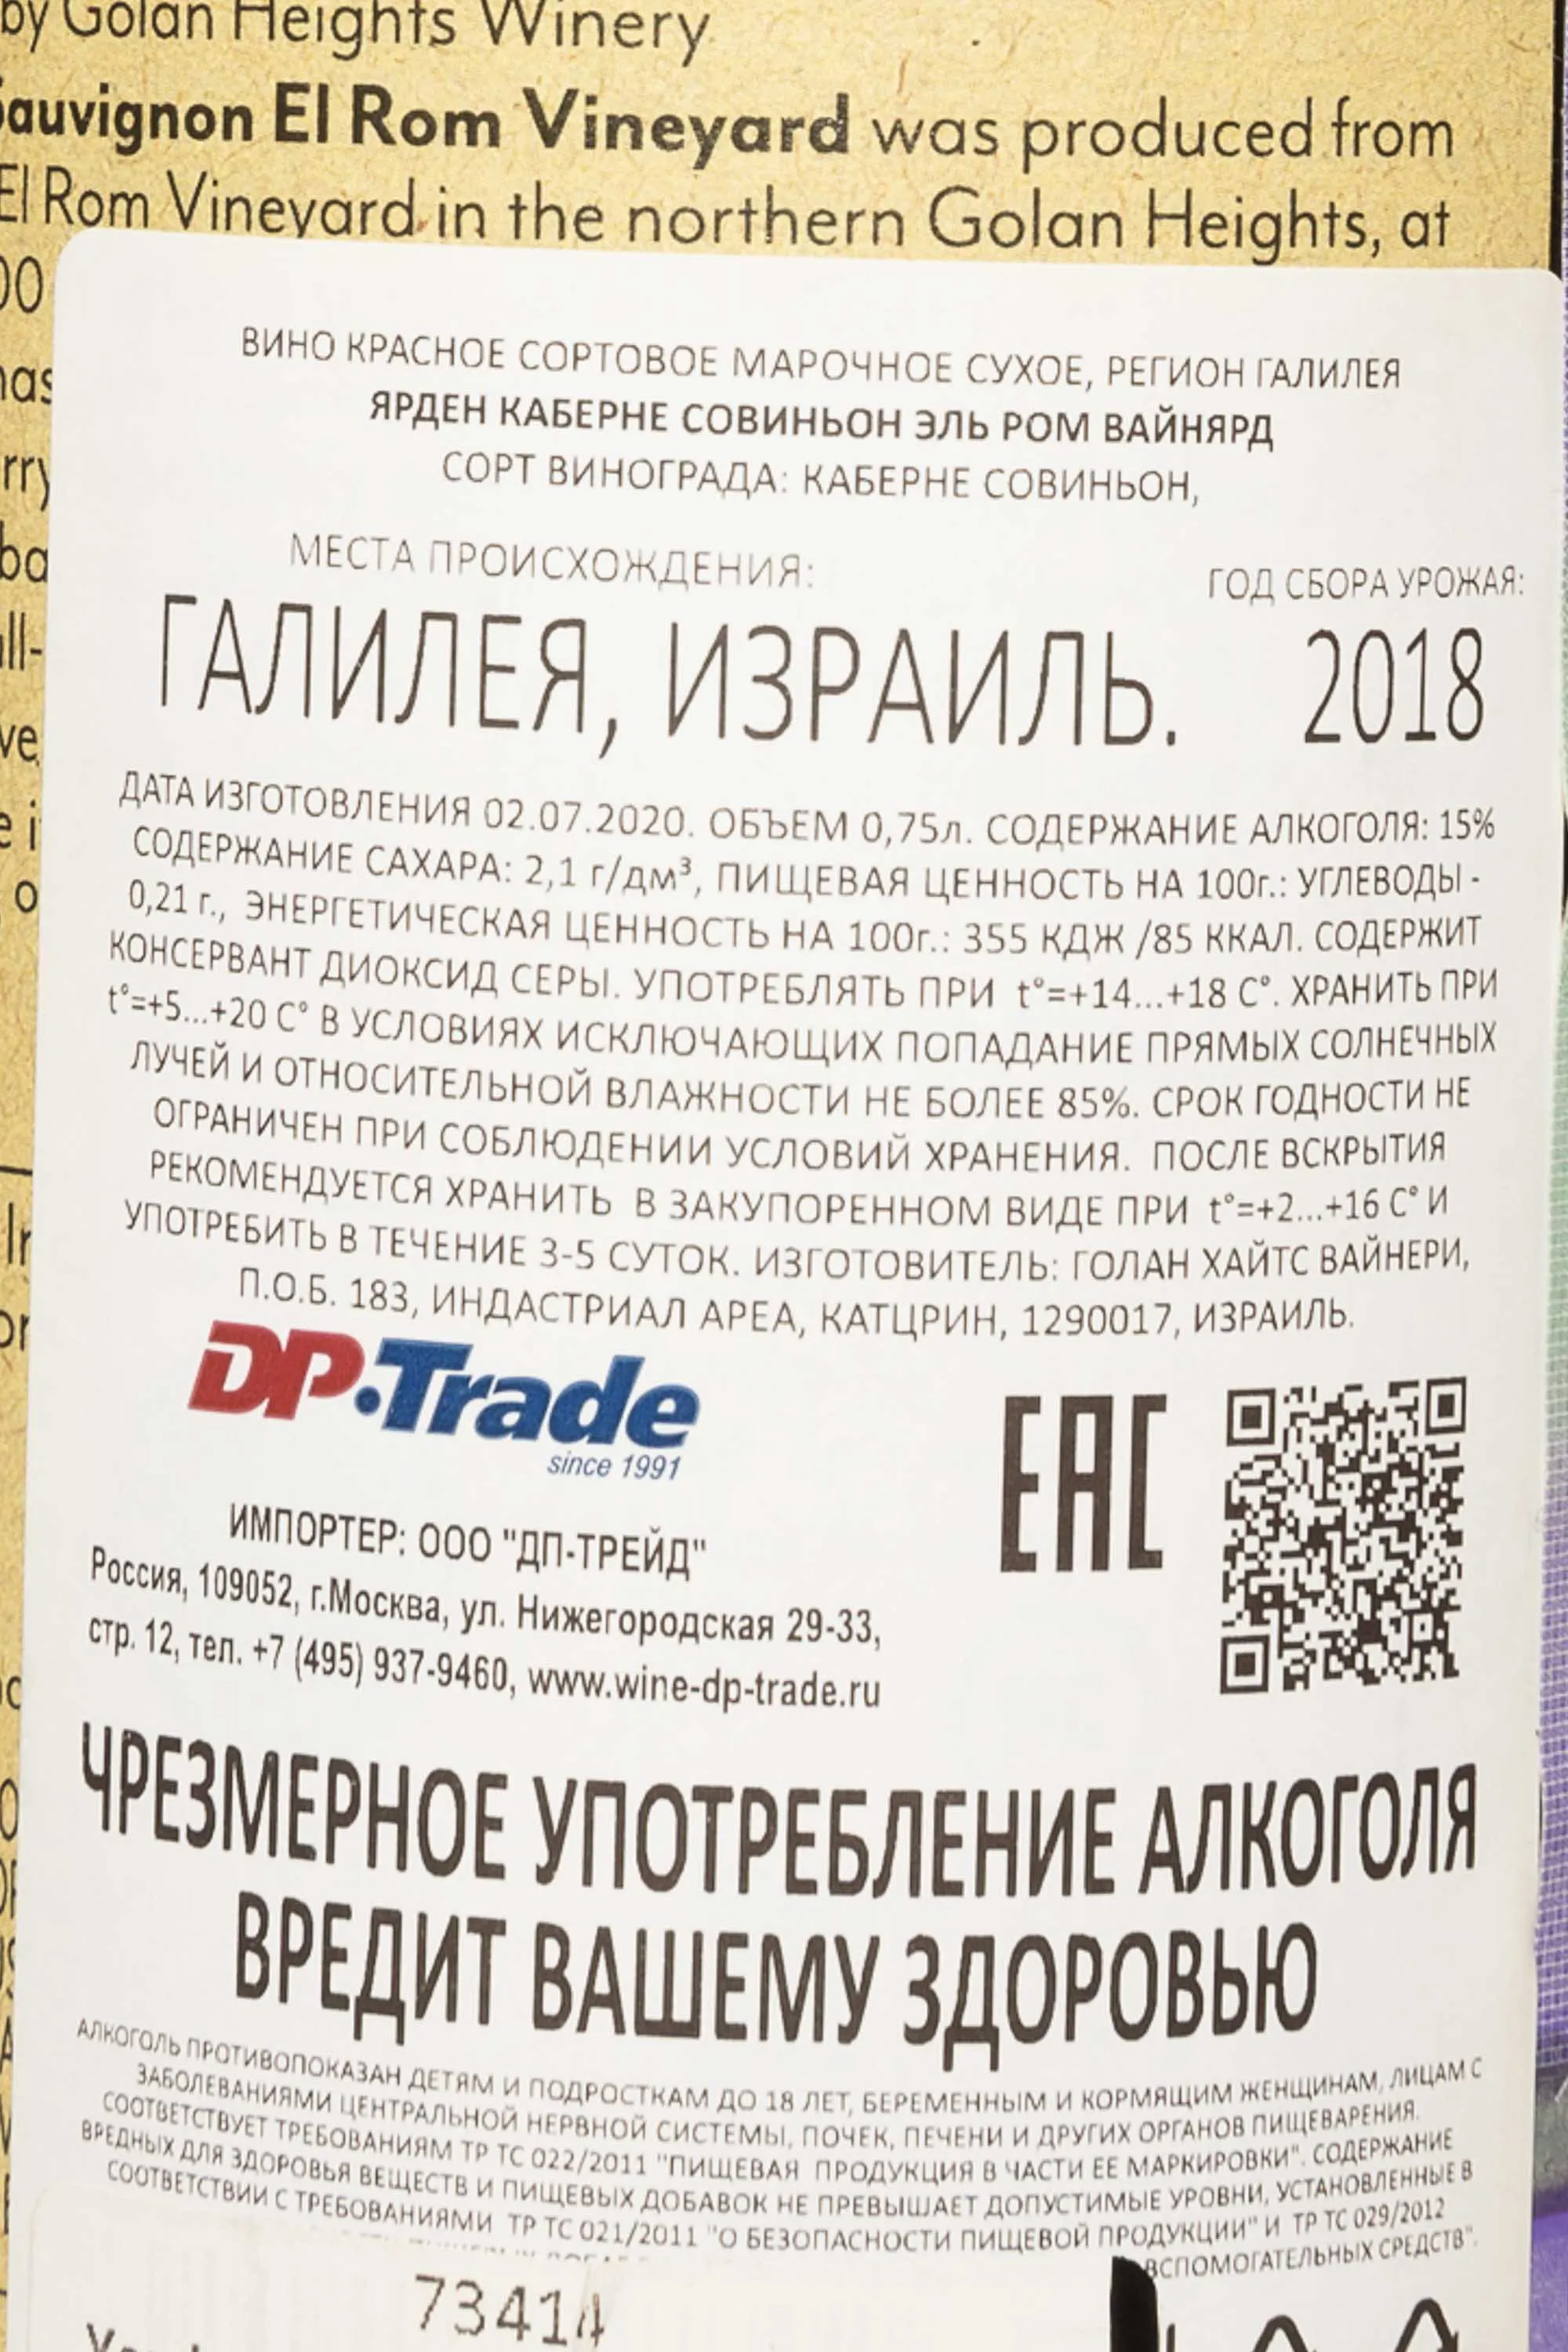 by Golan Heights Winery
Sauvignon El Rom Vineyard was produced from
El Rom Vineyard in the northern Golan Heights, at
ВИНО КРАСНОЕ СОРТОВОЕ МАРОЧНОЕ СУХОЕ, РЕГИОН ГАЛИЛЕЯ
ЯРДЕН КАБЕРНЕ СОВИНЬОН ЭЛЬ РОМ ВАЙНЯРД
СОРТ ВИНОГРАДА: КАБЕРНЕ СОВИНЬОН,
МЕСТА ПРОИСХОЖДЕНИЯ:
ГОД СБОРА УРОЖАЯ:
ГАЛИЛЕЯ, ИЗРАИЛЬ.
2018
ДАТА ИЗГОТОВЛЕНИЯ 02.07.2020. ОБЪЕМ 0,75л. СОДЕРЖАНИЕ АЛКОГОЛЯ: 15%
СОДЕРЖАНИЕ САХАРА: 2,1 г/дм³, ПИЩЕВАЯ ЦЕННОСТЬ НА 100г.: УГЛЕВОДЫ -
0,21 г., ЭНЕРГЕТИЧЕСКАЯ ЦЕННОСТЬ НА 100г.: 355 КДЖ /85 ККАЛ. СОДЕРЖИТ
КОНСЕРВАНТ ДИОКСИД СЕРЫ. УПОТРЕБЛЯТЬ ПРИ t°=+14...+18 С°. ХРАНИТЬ ПРИ
t°=+5...+20 С° В УСЛОВИЯХ ИСКЛЮЧАЮЩИХ ПОПАДАНИЕ ПРЯМЫХ СОЛНЕЧНЫХ
ЛУЧЕЙ И ОТНОСИТЕЛЬНОЙ ВЛАЖНОСТИ НЕ БОЛЕЕ 85%. СРОК ГОДНОСТИ НЕ
ОГРАНИЧЕН ПРИ СОБЛЮДЕНИИ УСЛОВИЙ ХРАНЕНИЯ. ПОСЛЕ ВСКРЫТИЯ
РЕКОМЕНДУЕТСЯ ХРАНИТЬ В ЗАКУПОРЕННОМ ВИДЕ ПРИ t°=+2...+16 С° И
УПОТРЕБИТЬ В ТЕЧЕНИЕ 3-5 СУТОК. ИЗГОТОВИТЕЛЬ: ГОЛАН ХАЙТС ВАЙНЕРИ,
П.О.Б. 183, ИНДАСТРИАЛ АРЕА, КАТЦРИН, 1290017, ИЗРАИЛЬ.
DP.Trade
since 1991
EAC
ИМПОРТЕР: ООО "ДП-ТРЕЙД"
Россия, 109052, г.Москва, ул. Нижегородская 29-33,
стр. 12, тел. +7 (495) 937-9460, www.wine-dp-trade.ru
ЧРЕЗМЕРНОЕ УПОТРЕБЛЕНИЕ АЛКОГОЛЯ
ВРЕДИТ ВАШЕМУ ЗДОРОВЬЮ
АЛКОГОЛЬ ПРОТИВОПОКАЗАН ДЕТЯМ И ПОДРОСТКАМ ДО 18 ЛЕТ, БЕРЕМЕННЫМ И КОРМЯЩИМ ЖЕНЩИНАМ, ЛИЦАМ С
ЗАБОЛЕВАНИЯМИ ЦЕНТРАЛЬНОЙ НЕРВНОЙ СИСТЕМЫ, ПОЧЕК, ПЕЧЕНИ И ДРУГИХ ОРГАНОВ ПИЩЕВАРЕНИЯ.
СООТВЕТСТВУЕТ ТРЕБОВАНИЯМ ТР ТС 022/2011 "ПИЩЕВАЯ ПРОДУКЦИЯ В ЧАСТИ ЕЕ МАРКИРОВКИ". СОДЕРЖАНИЕ
ВРЕДНЫХ ДЛЯ ЗДОРОВЬЯ ВЕЩЕСТВ И ПИЩЕВЫХ ДОБАВОК НЕ ПРЕВЫШАЕТ ДОПУСТИМЫЕ УРОВНИ, УСТАНОВЛЕННЫЕ В
СООТВЕТСТВИИ С ТРЕБОВАНИЯМИ ТР ТС 021/2011 "О БЕЗОПАСНОСТИ ПИЩЕВОЙ ПРОДУКЦИИ" И ТР ТС 029/2012
ВСПОМОГАТЕЛЬНЫХ СРЕДСТВ".
73414